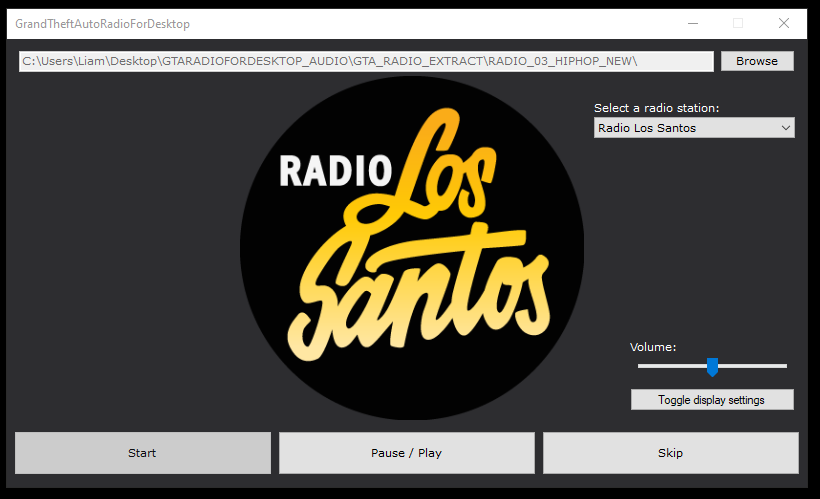 GrandTheftAutoRadioForDesktop
C:\Users\Liam\Desktop\GTARADIOFORDESKTOP_AUDIO\GTA_RADIO_EXTRACT\RADIO_03_HIPHOP_NEW\
Browse
Select a radio station:
Radio Los Santos
RADIO Los
Santos
Volume:
Toggle display settings
Start
Pause / Play
Skip